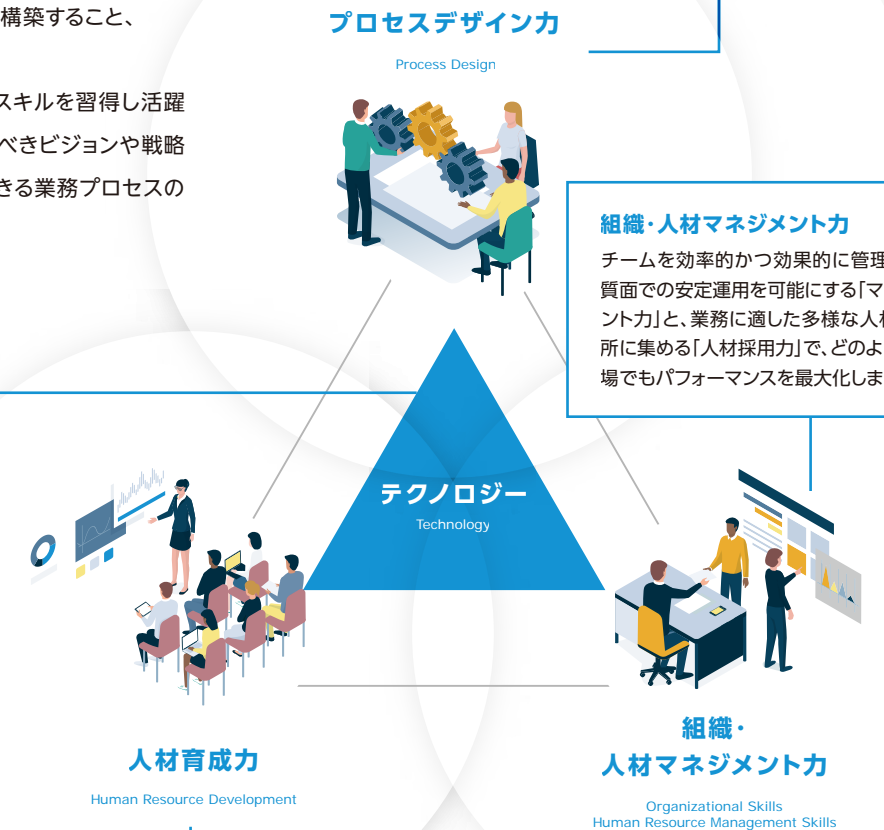 構築すること、
スキルを習得し活躍
べきビジョンや戦略
きる業務プロセスの
プロセスデザイン力
Process Design
組織・人材マネジメント力
チームを効率的かつ効果的に管理
質面での安定運用を可能にする「マ
ント力」と、業務に適した多様な人材
所に集める「人材採用力」で、どのよ
場でもパフォーマンスを最大化しま
テクノロジー
Technology
人材育成力
Human Resource Development
組織・
人材マネジメント力
Organizational Skills
Human Resource Management Skills